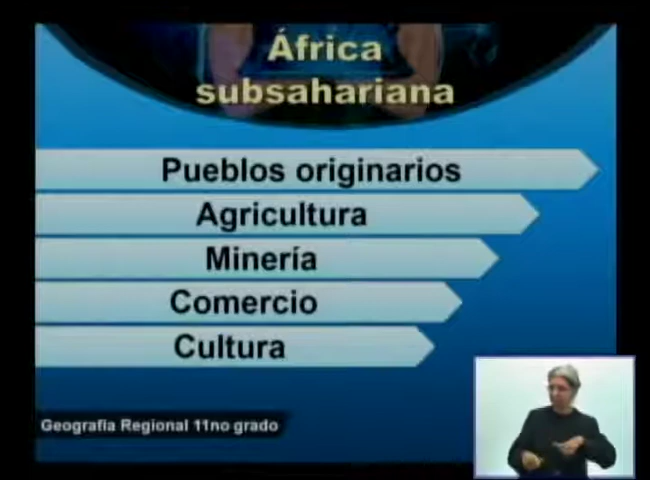 África
subsahariana
Pueblos originarios
Agricultura
Minería
Comercio
Cultura
Geografía Regional 11no grado